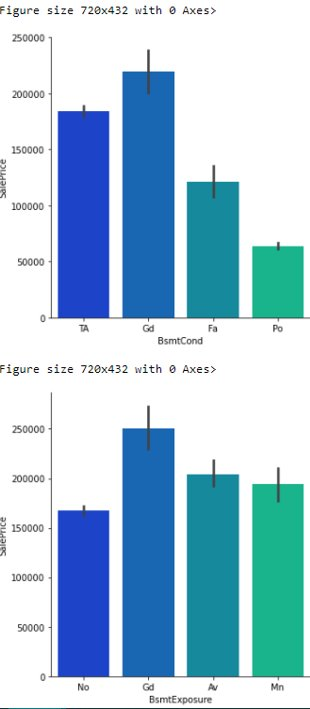 Figure size 720x432 with 0 Axes>
250000
200000
150000
100000
50000
0
SalePrice
TA Gd Fa Po
BsmtCond
Figure size 720x432 with 0 Axes>
250000
200000
150000
100000
50000
0
SalePrice
No Gd Av Mn
BsmtExposure